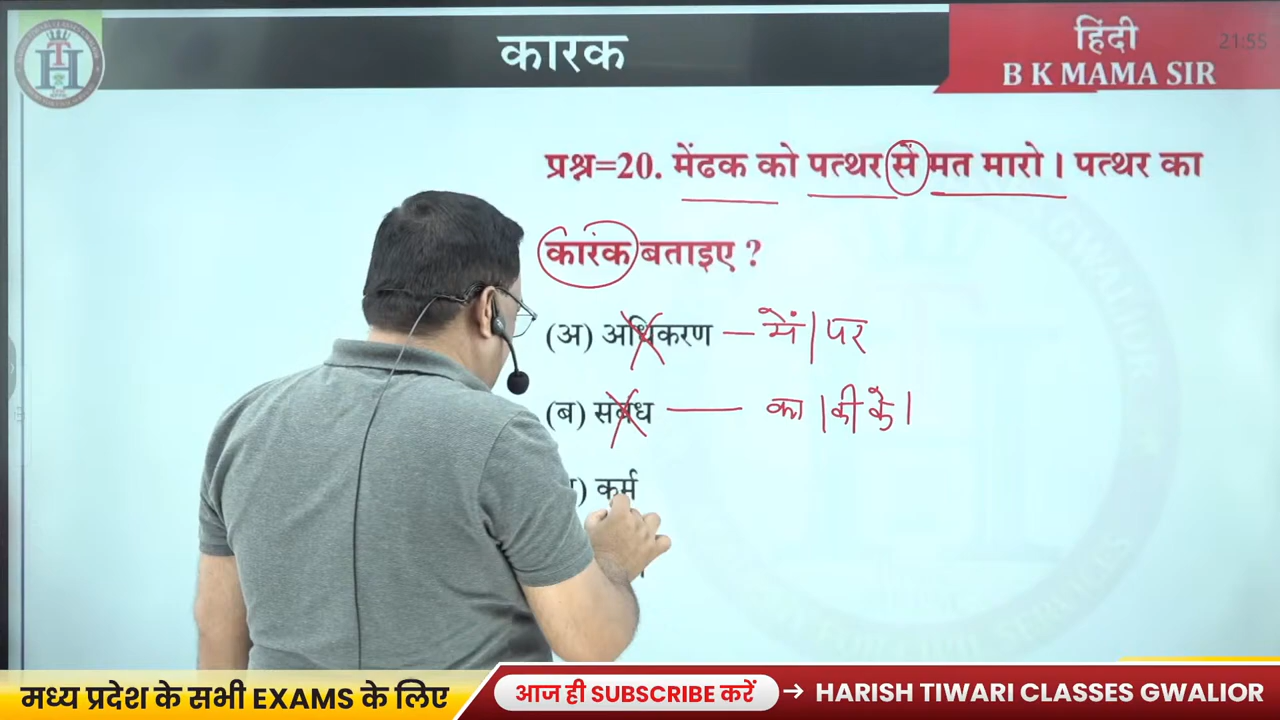 कारक
हिंदी
21:55
B K MAMA SIR
प्रश्न=20. मेंढक को पत्थर सें मत मारो। पत्थर का
कारंक बताइए ?
(अ) अधिकरण — में | पर
(ब) संबंध — का | की के |
) कर्म
मध्य प्रदेश के सभी EXAMS के लिए
आज ही SUBSCRIBE करें
→ HARISH TIWARI CLASSES GWALIOR